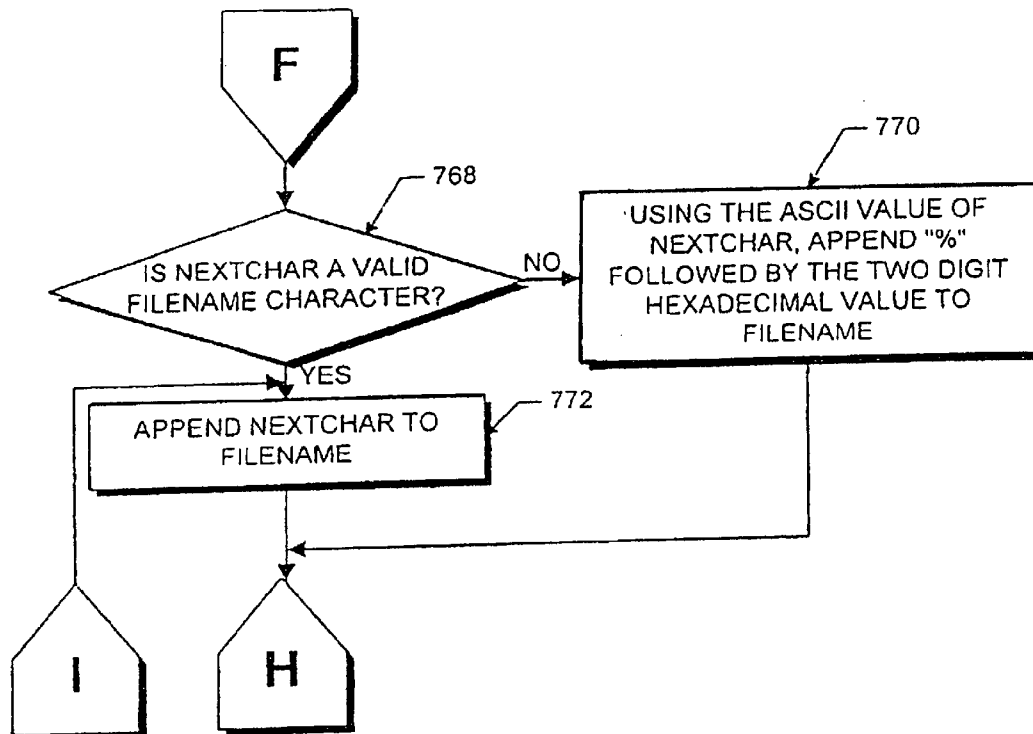 F
768
770
IS NEXTCHAR A VALID
FILENAME CHARACTER?
NO
USING THE ASCII VALUE OF
NEXTCHAR, APPEND "%"
FOLLOWED BY THE TWO DIGIT
HEXADECIMAL VALUE TO
FILENAME
YES
772
APPEND NEXTCHAR TO
FILENAME
I
H